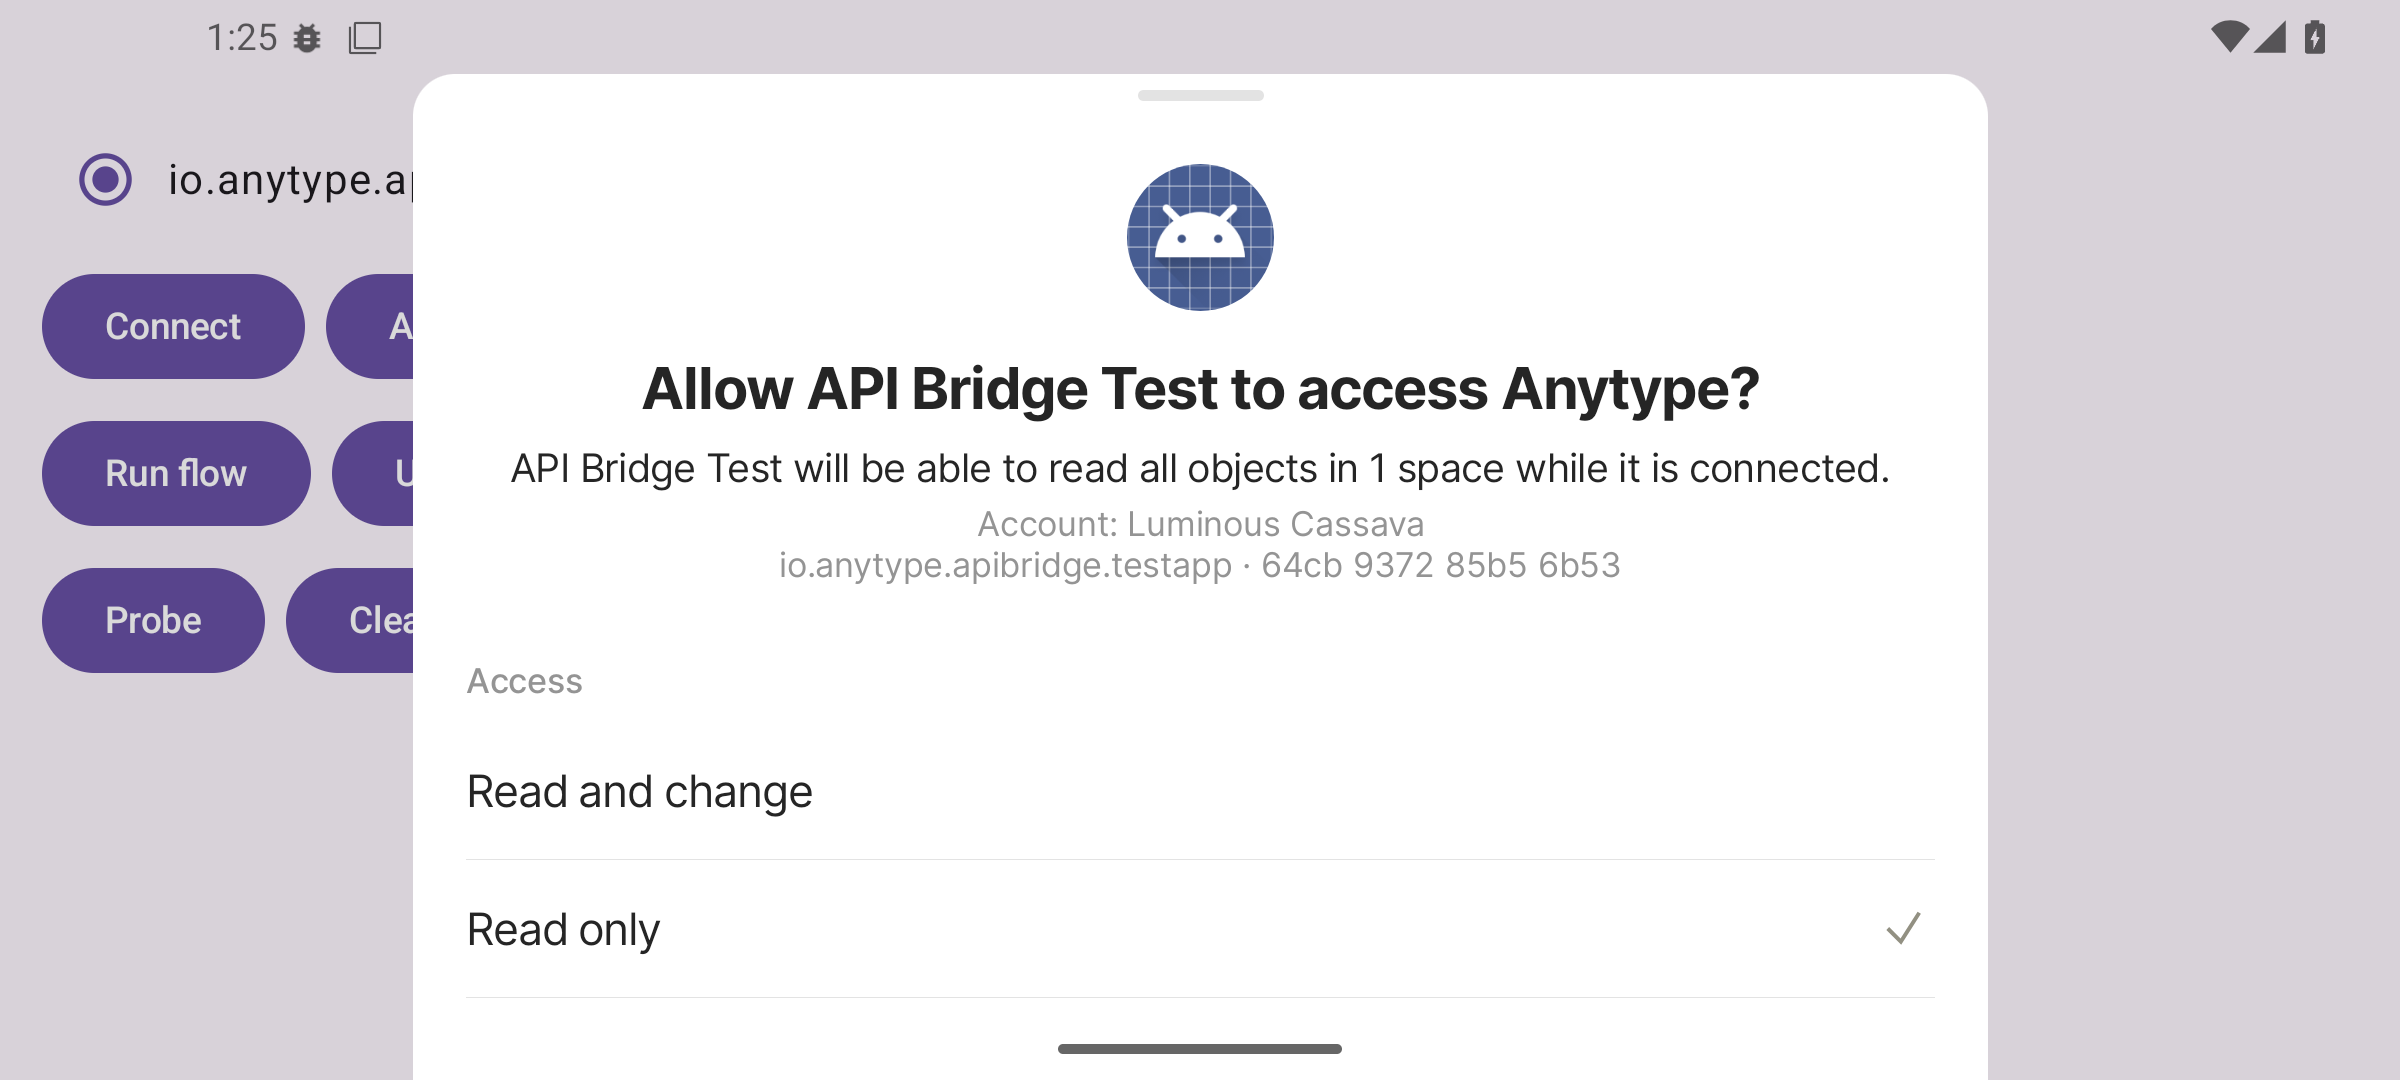 1:25
io.anytype.ap
Connect
A
Run flow
U
Probe
Clea
Allow API Bridge Test to access Anytype?
API Bridge Test will be able to read all objects in 1 space while it is connected.
Account: Luminous Cassava
io.anytype.apibridge.testapp · 64cb 9372 85b5 6b53
Access
Read and change
Read only